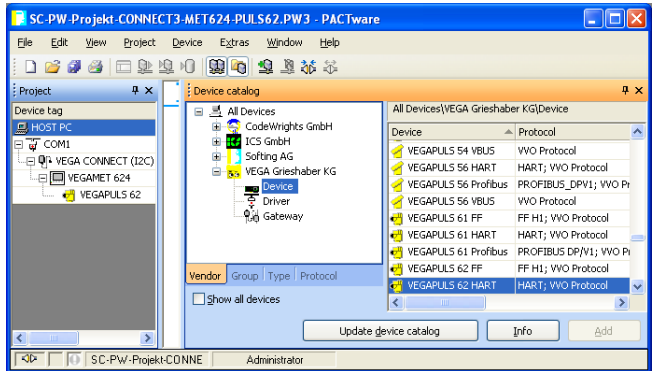 SC-PW-Projekt-CONNECT3-MET624-PULS62.PW3 - PACTware
File Edit View Project Device Extras Window Help
Project
Device tag
HOST PC
COM1
VEGA CONNECT (I2C)
VEGAMET 624
VEGAPULS 62
Device catalog
All Devices
CodeWrights GmbH
ICS GmbH
Softing AG
VEGA Grieshaber KG
Device
Driver
Gateway
Vendor Group Type Protocol
Show all devices
All Devices\VEGA Grieshaber KG\Device
Device Protocol
VEGAPULS 54 VBUS VVO Protocol
VEGAPULS 56 HART HART; VVO Protocol
VEGAPULS 56 Profibus PROFIBUS_DPV1; VVO Pr
VEGAPULS 56 VBUS VVO Protocol
VEGAPULS 61 FF FF H1; VVO Protocol
VEGAPULS 61 HART HART; VVO Protocol
VEGAPULS 61 Profibus PROFIBUS DP/V1; VVO Pr
VEGAPULS 62 FF FF H1; VVO Protocol
VEGAPULS 62 HART HART; VVO Protocol
Update device catalog Info Add
SC-PW-Projekt-CONNE Administrator